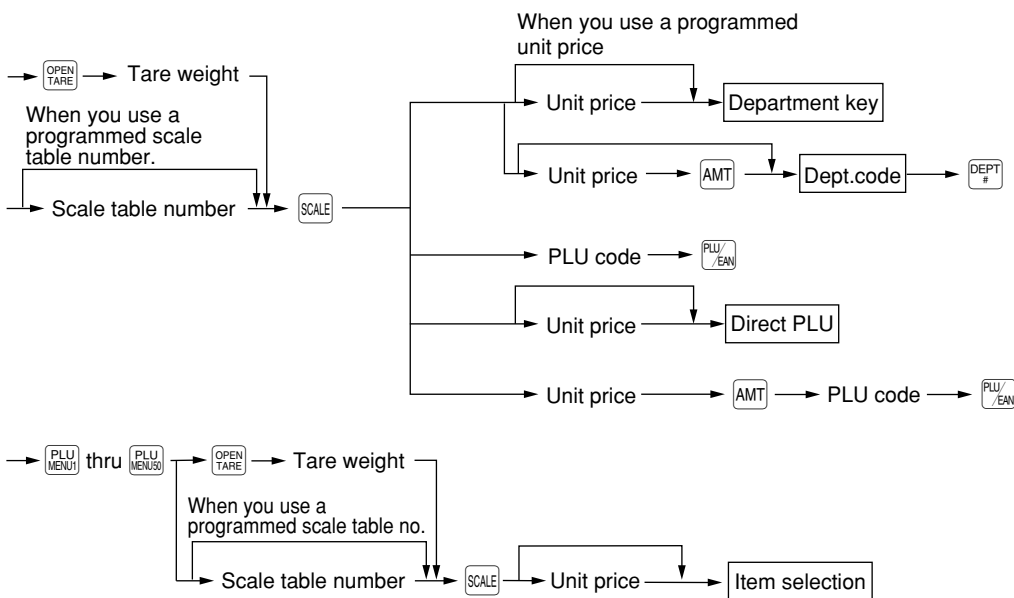 When you use a programmed
unit price
OPEN
TARE
Tare weight
Unit price
Department key
When you use a
programmed scale
table number.
Unit price
AMT
Dept.code
DEPT
#
Scale table number
SCALE
PLU code
PLU/
/EAN
Unit price
Direct PLU
Unit price
AMT
PLU code
PLU/
/EAN
PLU
MENU1
thru
PLU
MENU50
OPEN
TARE
Tare weight
When you use a
programmed scale table no.
Scale table number
SCALE
Unit price
Item selection